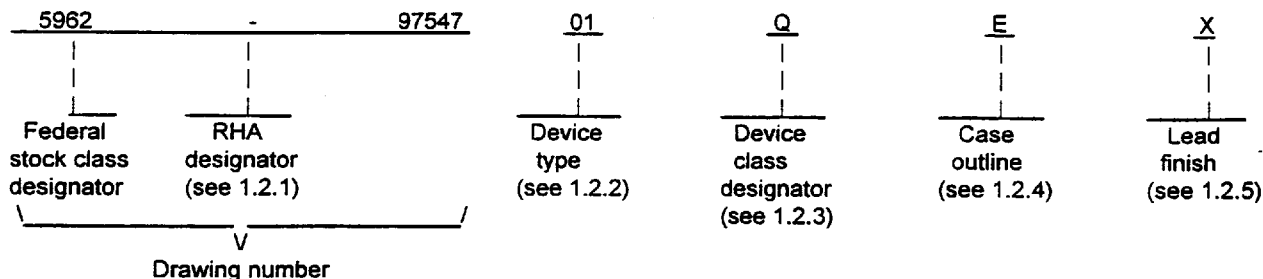 5962 - 97547 01 Q E X
Federal stock class designator
RHA designator (see 1.2.1)
Device type (see 1.2.2)
Device class designator (see 1.2.3)
Case outline (see 1.2.4)
Lead finish (see 1.2.5)
\ /
V
Drawing number